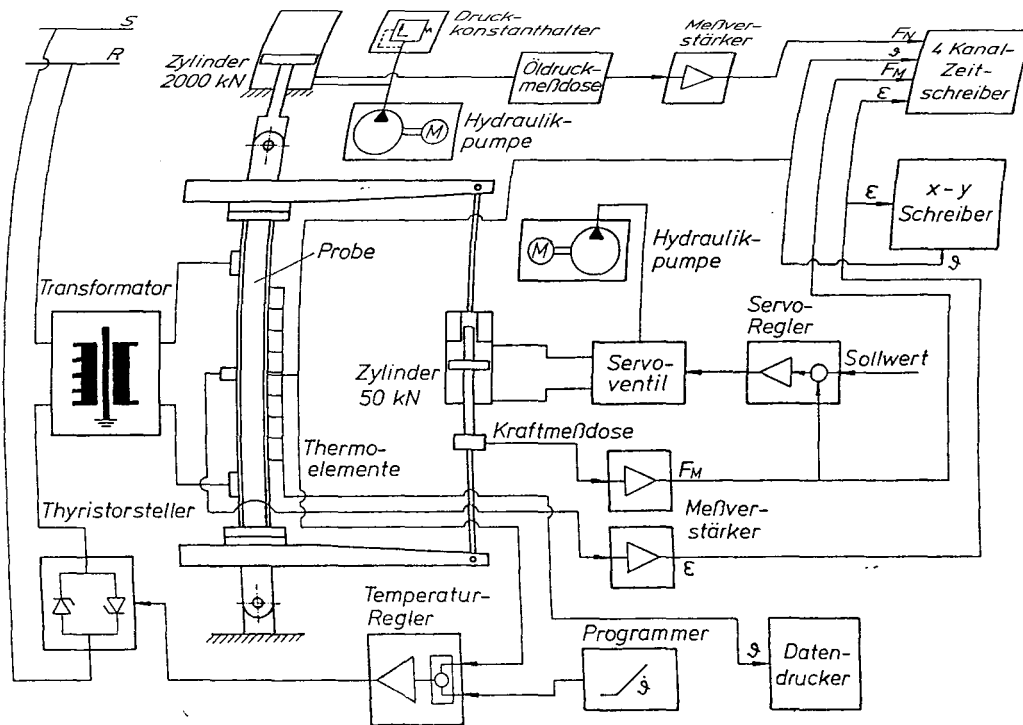 S
R
Zylinder
2000 kN
Druck-
konstanthalter
M
Hydraulik-
pumpe
Öldruck-
meßdose
Meßver-
stärker
F_N
ϑ
F_M
ε
4 Kanal-
Zeit-
schreiber
ε
x-y
Schreiber
ϑ
Probe
M
Hydraulik-
pumpe
Transformator
Zylinder
50 kN
Servo-
ventil
Servo-
Regler
Sollwert
Kraftmeßdose
Thermo-
elemente
F_M
Meßver-
stärker
ε
Thyristorsteller
Temperatur-
Regler
Programmer
ϑ̇
ϑ
Daten-
drucker